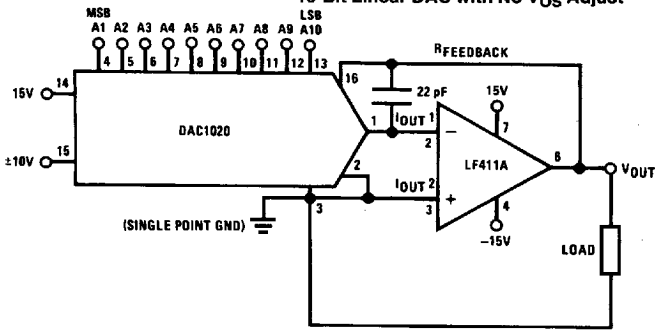 10-Bit Linear DAC with No VOS Adjust
MSB LSB
A1 A2 A3 A4 A5 A6 A7 A8 A9 A10
4 5 6 7 8 9 10 11 12 13
RFEEDBACK
16
15V 14
22 pF
15V
DAC1020
1 IOUT 1
2
7
LF411A
6
VOUT
±10V 15
2
IOUT 2
3
4
−15V
3
(SINGLE POINT GND)
LOAD